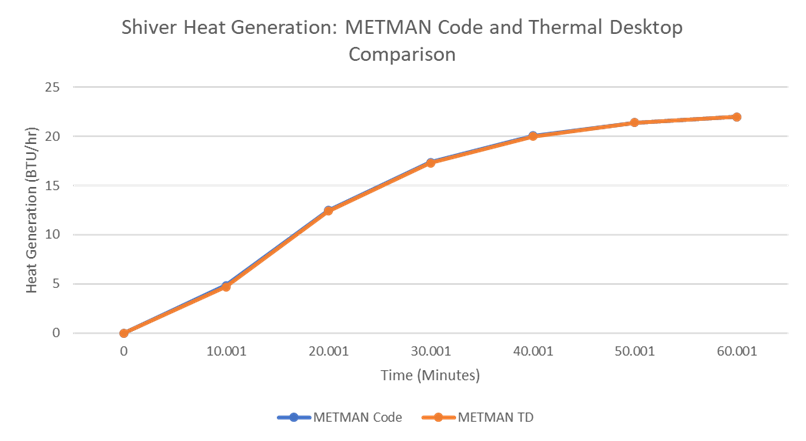 Shiver Heat Generation: METMAN Code and Thermal Desktop
Comparison
25
20
15
10
5
0
Heat Generation (BTU/hr)
0 10.001 20.001 30.001 40.001 50.001 60.001
Time (Minutes)
METMAN Code METMAN TD